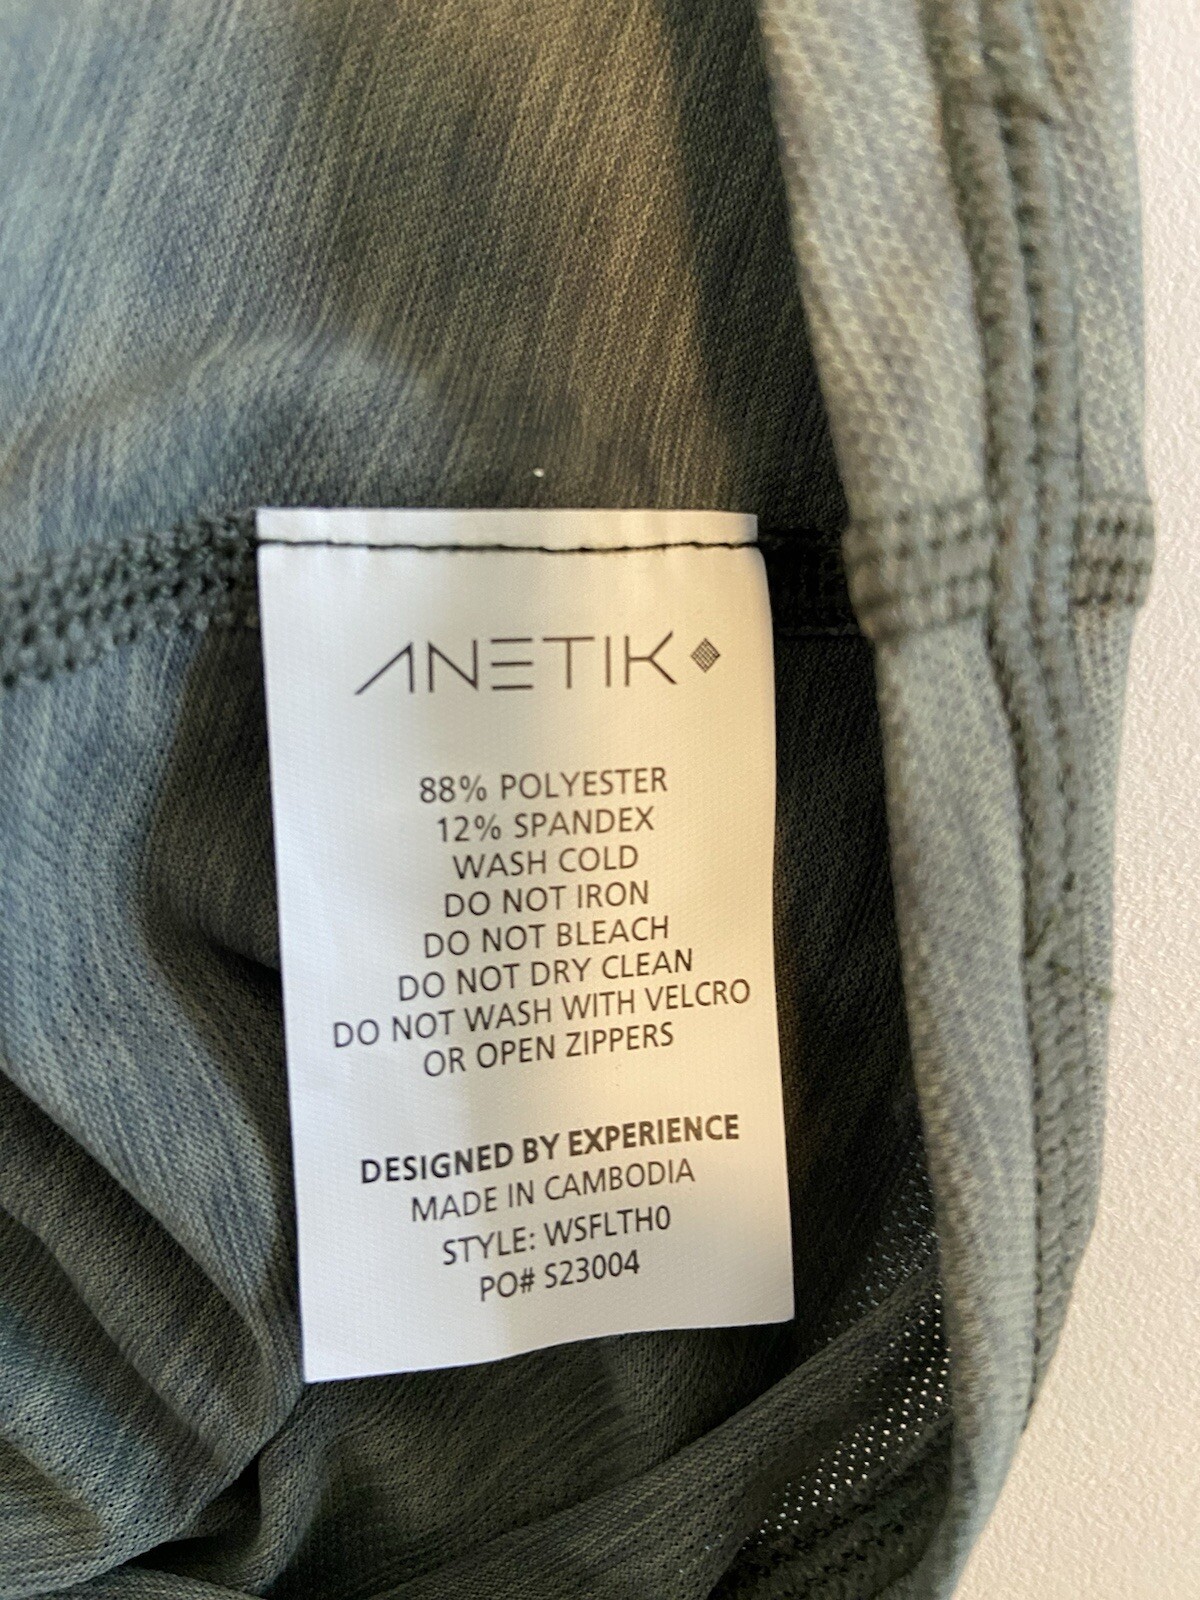 ANETIK
88% POLYESTER
12% SPANDEX
WASH COLD
DO NOT IRON
DO NOT BLEACH
DO NOT DRY CLEAN
DO NOT WASH WITH VELCRO
OR OPEN ZIPPERS
DESIGNED BY EXPERIENCE
MADE IN CAMBODIA
STYLE: WSFLTH0
PO# S23004